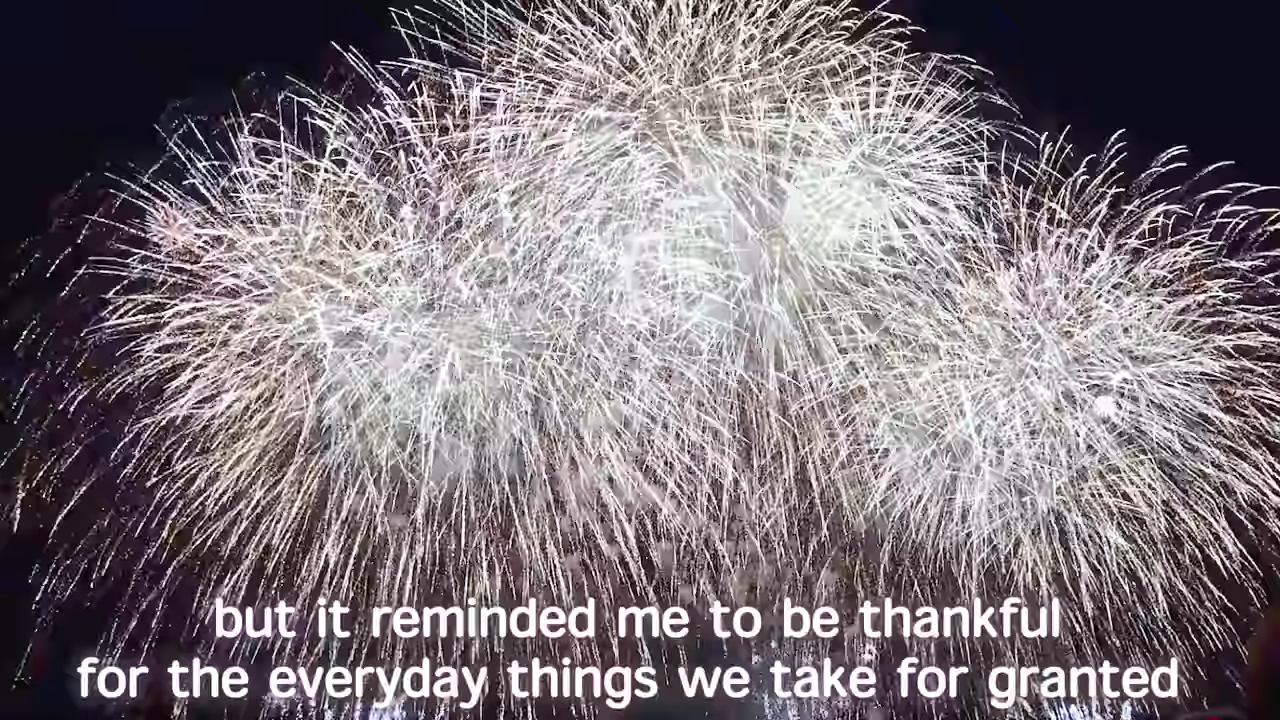 but it reminded me to be thankful
for the everyday things we take for granted